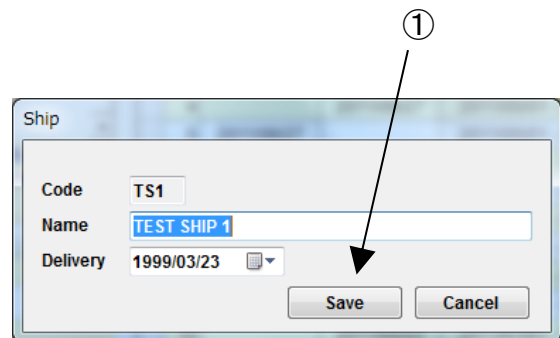 ①
Ship
Code TS1
Name TEST SHIP 1
Delivery 1999/03/23
Save Cancel